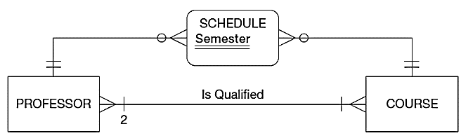 SCHEDULE
Semester
Is Qualified
PROFESSOR
2
COURSE